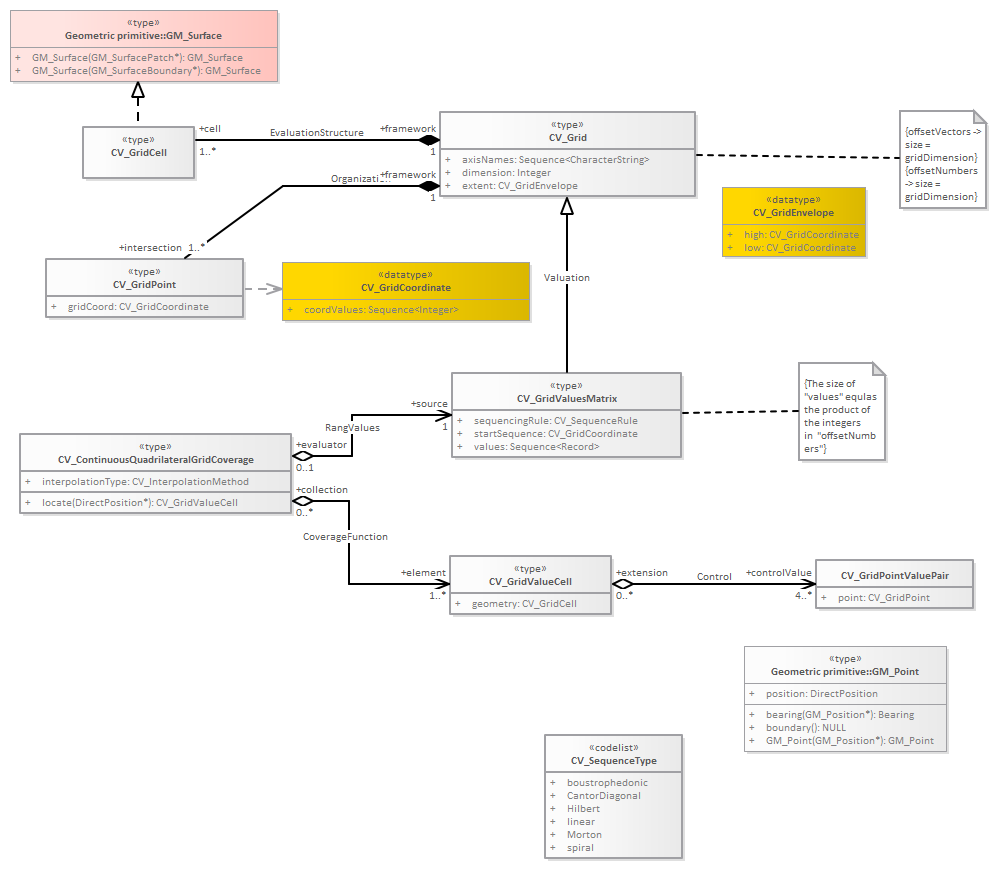 «type»
Geometric primitive::GM_Surface
+ GM_Surface(GM_SurfacePatch*): GM_Surface
+ GM_Surface(GM_SurfaceBoundary*): GM_Surface
«type»
CV_GridCell
+cell
1..*
EvaluationStructure
+framework
1
«type»
CV_Grid
+ axisNames: Sequence<CharacterString>
+ dimension: Integer
+ extent: CV_GridEnvelope
{offsetVectors ->
size =
gridDimension}
{offsetNumbers
-> size =
gridDimension}
+framework
1
+intersection 1..*
«datatype»
CV_GridEnvelope
+ high: CV_GridCoordinate
+ low: CV_GridCoordinate
«type»
CV_GridPoint
+ gridCoord: CV_GridCoordinate
«datatype»
CV_GridCoordinate
+ coordValues: Sequence<Integer>
Valuation
«type»
CV_GridValuesMatrix
+ sequencingRule: CV_SequenceRule
+ startSequence: CV_GridCoordinate
+ values: Sequence<Record>
{The size of
"values" equlas
the product of
the integers
in "offsetNumb
ers"}
+source
1
RangValues
+evaluator
0..1
«type»
CV_ContinuousQuadrilateralGridCoverage
+ interpolationType: CV_InterpolationMethod
+ locate(DirectPosition*): CV_GridValueCell
+collection
0..*
CoverageFunction
+element
1..*
«type»
CV_GridValueCell
+ geometry: CV_GridCell
+extension
0..*
Control
+controlValue
4..*
CV_GridPointValuePair
+ point: CV_GridPoint
«type»
Geometric primitive::GM_Point
+ position: DirectPosition
+ bearing(GM_Position*): Bearing
+ boundary(): NULL
+ GM_Point(GM_Position*): GM_Point
«codelist»
CV_SequenceType
+ boustrophedonic
+ CantorDiagonal
+ Hilbert
+ linear
+ Morton
+ spiral